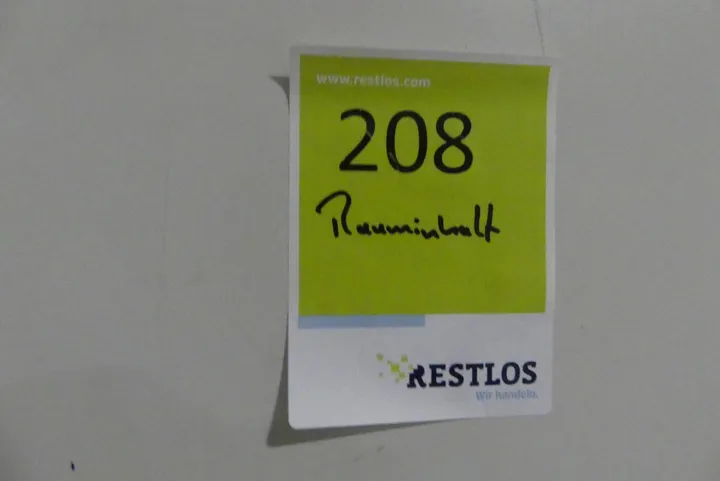 www.restlos.com
208
Rauminhalt
RESTLOS
Wir handeln.